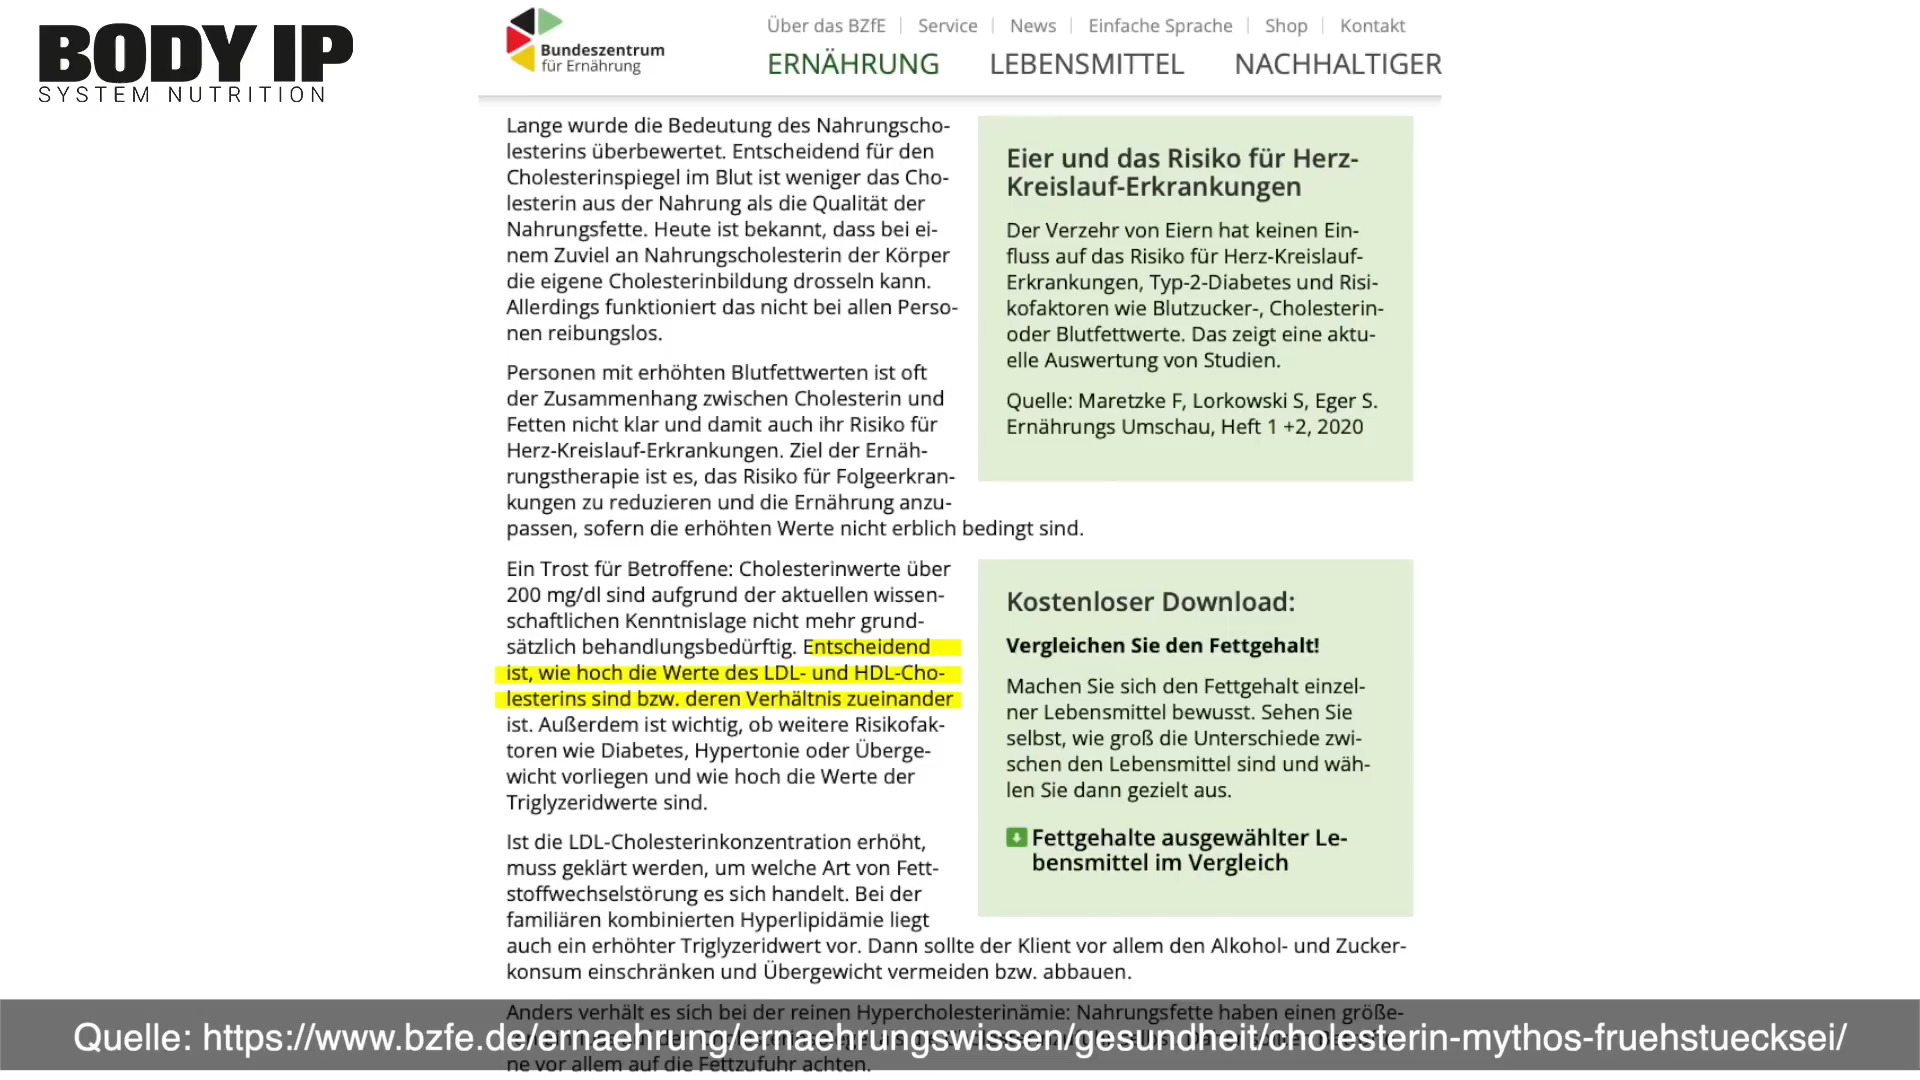 BODY IP
SYSTEM NUTRITION
Bundeszentrum
für Ernährung
Über das BZfE
Service
News
Einfache Sprache
Shop
Kontakt
ERNÄHRUNG
LEBENSMITTEL
NACHHALTIGER
Lange wurde die Bedeutung des Nahrungscho-
lesterins überbewertet. Entscheidend für den
Cholesterinspiegel im Blut ist weniger das Cho-
lesterin aus der Nahrung als die Qualität der
Nahrungsfette. Heute ist bekannt, dass bei ei-
nem Zuviel an Nahrungscholesterin der Körper
die eigene Cholesterinbildung drosseln kann.
Allerdings funktioniert das nicht bei allen Perso-
nen reibungslos.
Personen mit erhöhten Blutfettwerten ist oft
der Zusammenhang zwischen Cholesterin und
Fetten nicht klar und damit auch ihr Risiko für
Herz-Kreislauf-Erkrankungen. Ziel der Ernäh-
rungstherapie ist es, das Risiko für Folgeerkran-
kungen zu reduzieren und die Ernährung anzu-
passen, sofern die erhöhten Werte nicht erblich bedingt sind.
Eier und das Risiko für Herz-
Kreislauf-Erkrankungen
Der Verzehr von Eiern hat keinen Ein-
fluss auf das Risiko für Herz-Kreislauf-
Erkrankungen, Typ-2-Diabetes und Risi-
kofaktoren wie Blutzucker-, Cholesterin-
oder Blutfettwerte. Das zeigt eine aktu-
elle Auswertung von Studien.
Quelle: Maretzke F, Lorkowski S, Eger S.
Ernährungs Umschau, Heft 1 +2, 2020
Ein Trost für Betroffene: Cholesterinwerte über
200 mg/dl sind aufgrund der aktuellen wissen-
schaftlichen Kenntnislage nicht mehr grund-
sätzlich behandlungsbedürftig. Entscheidend
ist, wie hoch die Werte des LDL- und HDL-Cho-
lesterins sind bzw. deren Verhältnis zueinander
ist. Außerdem ist wichtig, ob weitere Risikofak-
toren wie Diabetes, Hypertonie oder Überge-
wicht vorliegen und wie hoch die Werte der
Triglyzeridwerte sind.
Kostenloser Download:
Vergleichen Sie den Fettgehalt!
Machen Sie sich den Fettgehalt einzel-
ner Lebensmittel bewusst. Sehen Sie
selbst, wie groß die Unterschiede zwi-
schen den Lebensmittel sind und wäh-
len Sie dann gezielt aus.
Fettgehalte ausgewählter Le-
bensmittel im Vergleich
Ist die LDL-Cholesterinkonzentration erhöht,
muss geklärt werden, um welche Art von Fett-
stoffwechselstörung es sich handelt. Bei der
familiären kombinierten Hyperlipidämie liegt
auch ein erhöhter Triglyzeridwert vor. Dann sollte der Klient vor allem den Alkohol- und Zucker-
konsum einschränken und Übergewicht vermeiden bzw. abbauen.
Anders verhält es sich bei der reinen Hypercholesterinämie: Nahrungsfette haben einen größe-
ne vor allem auf die Fettzufuhr achten.
Quelle: https://www.bzfe.de/ernaehrung/ernaehrungswissen/gesundheit/cholesterin-mythos-fruehstuecksei/